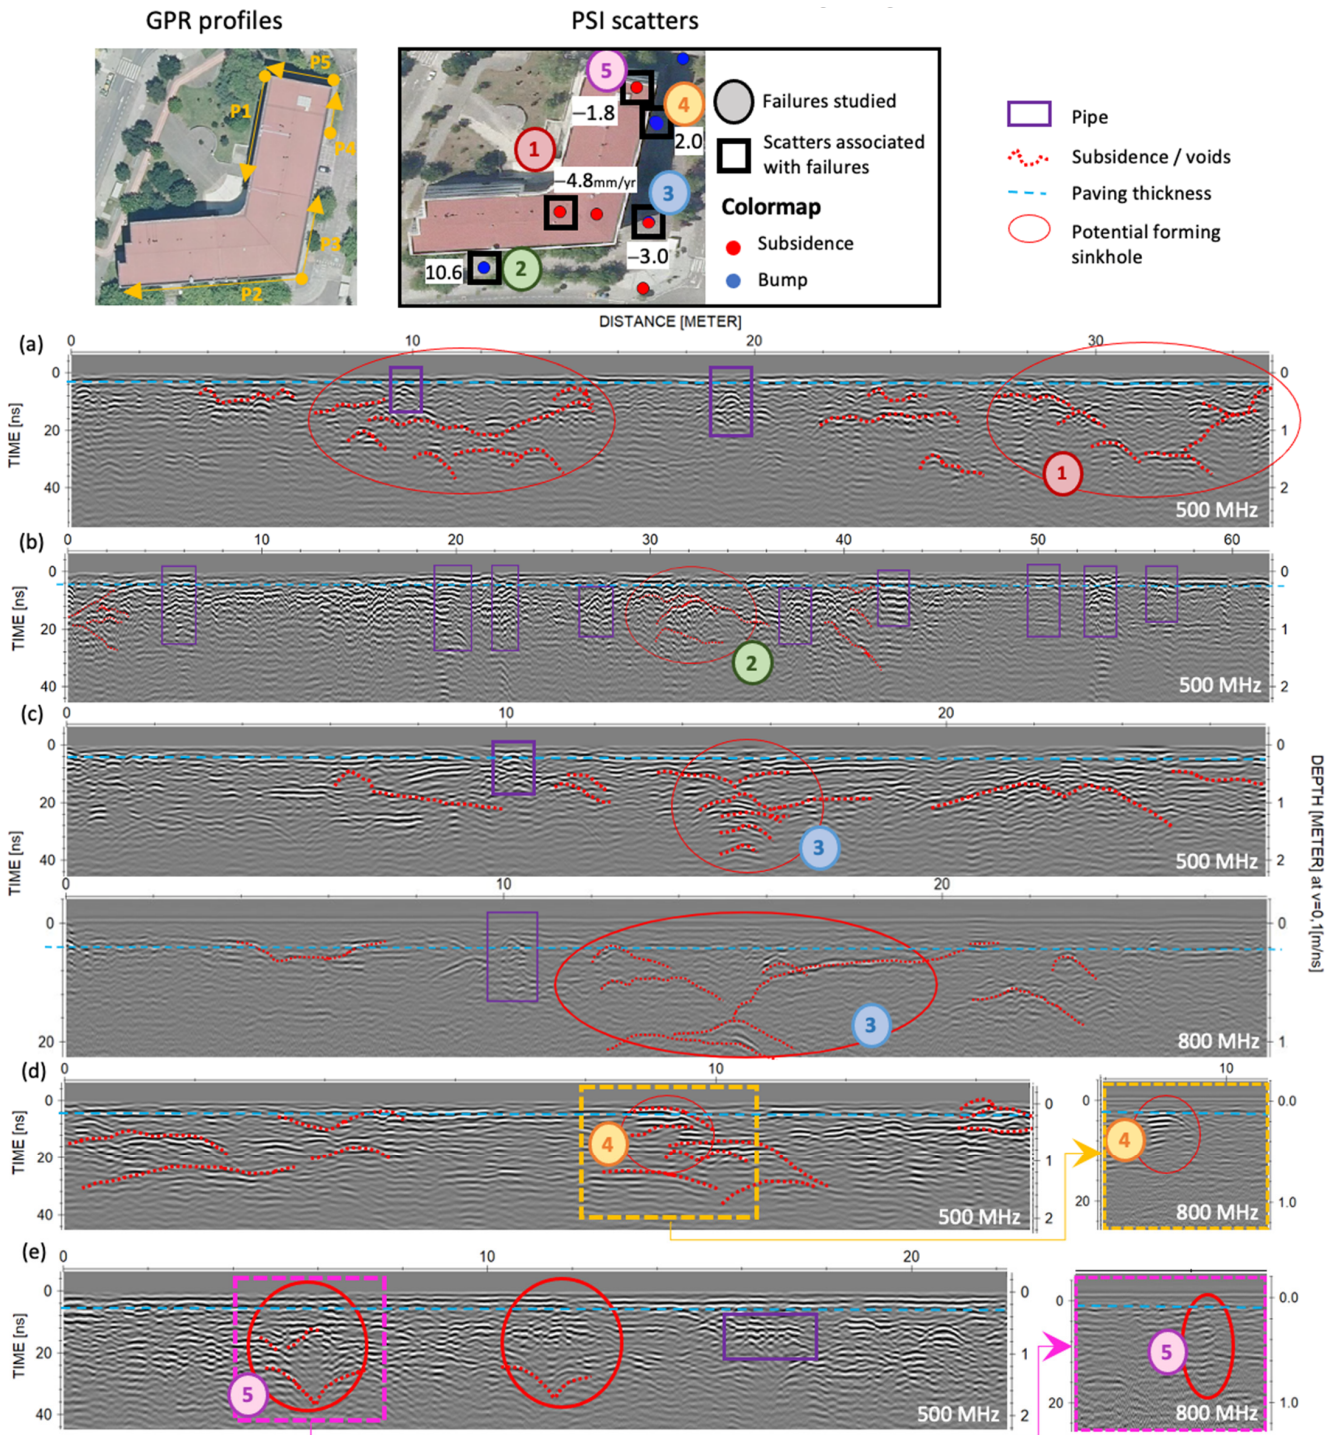 GPR profiles
PSI scatters
P5
P1
P4
P3
P2
5
4
−1.8
2.0
1
−4.8mm/yr
3
−3.0
10.6
2
Failures studied
Scatters associated
with failures
Colormap
Subsidence
Bump
Pipe
Subsidence / voids
Paving thickness
Potential forming
sinkhole
DISTANCE [METER]
(a)
0 10 20 30
TIME [ns]
0
20
40
0
1
2
1
500 MHz
(b)
0 10 20 30 40 50 60
TIME [ns]
0
20
40
0
1
2
2
500 MHz
(c)
0 10 20
TIME [ns]
0
20
40
0
1
2
3
500 MHz
DEPTH [METER] at v=0,1[m/ns]
0 10 20
TIME [ns]
0
20
0
1
3
800 MHz
(d)
0 10
TIME [ns]
0
20
40
0
1
2
4
500 MHz
10
0
20
0.0
1.0
4
800 MHz
(e)
0 10 20
TIME [ns]
0
20
40
0
1
2
5
500 MHz
0
20
0.0
1.0
5
800 MHz